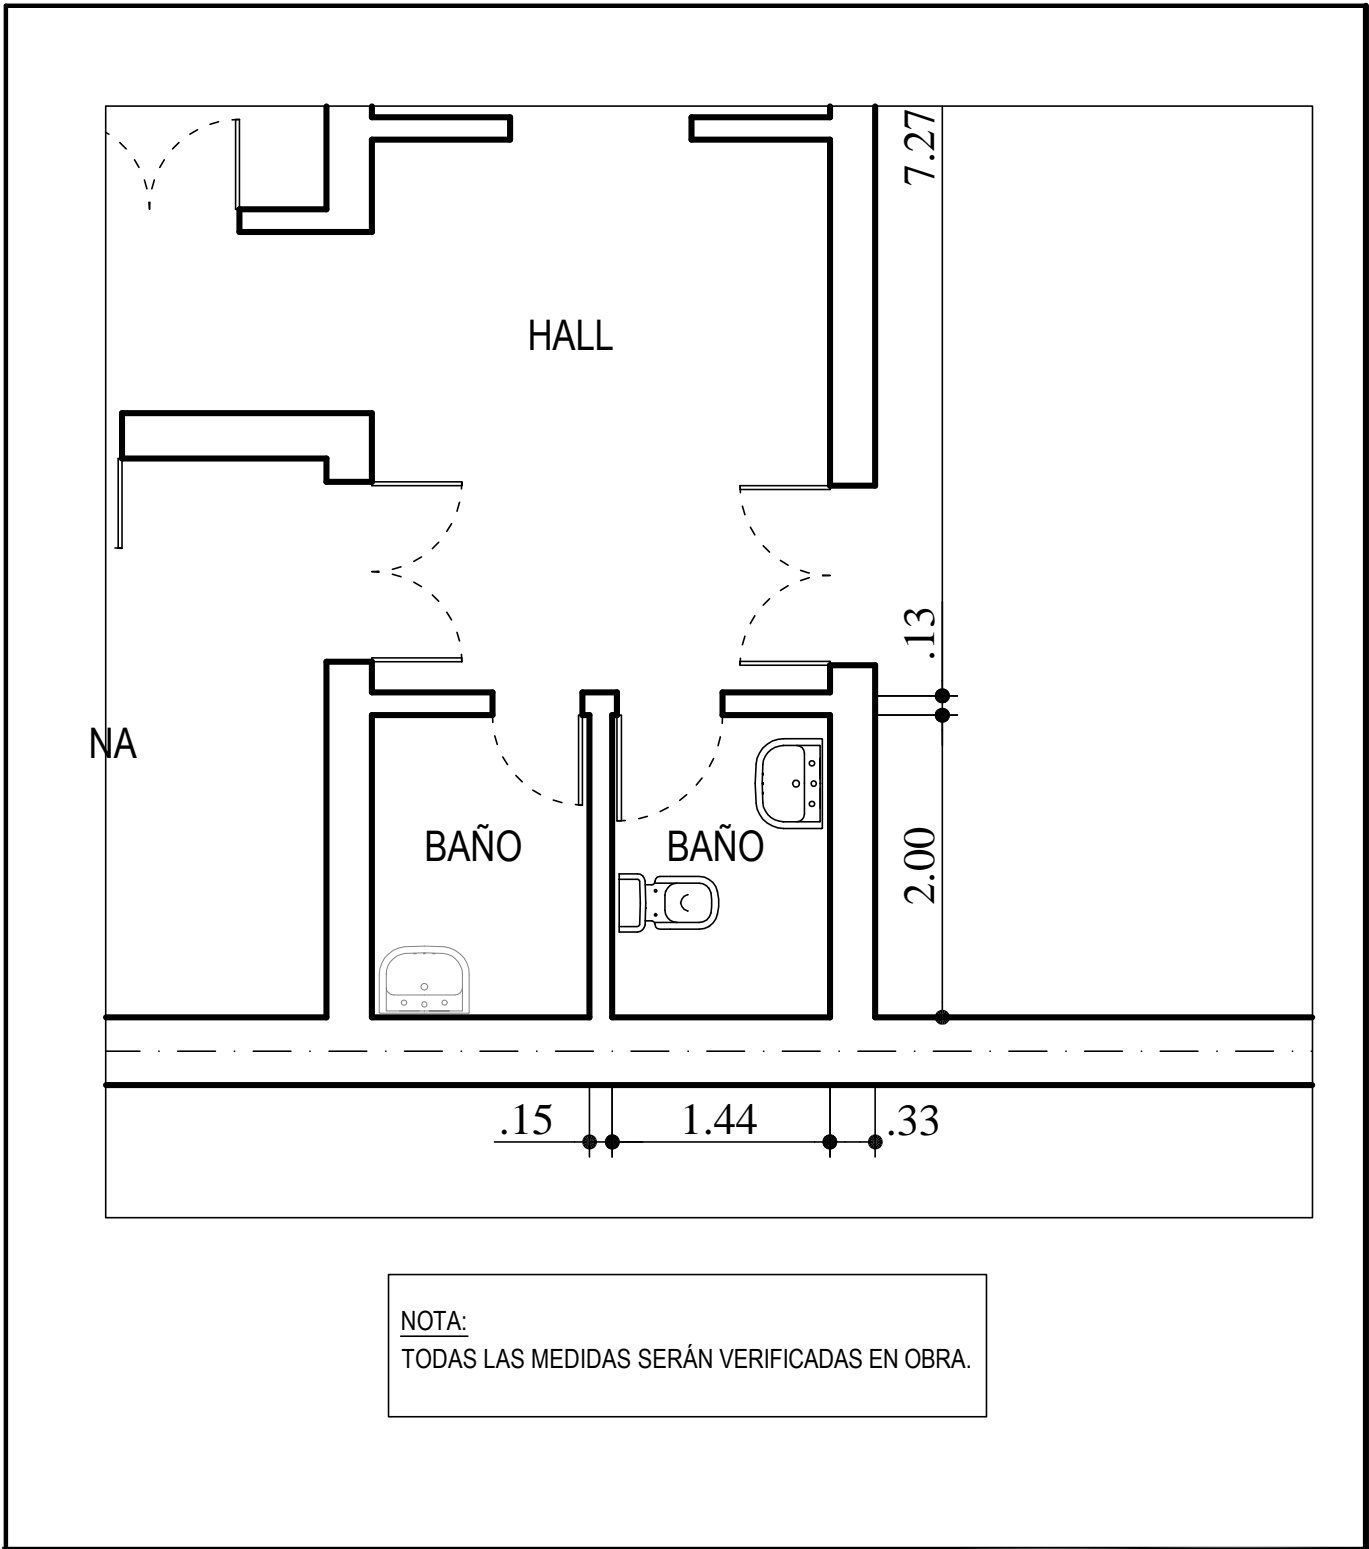 7.27
HALL
.13
NA
BAÑO
BAÑO
2.00
.15
1.44
.33
NOTA:
TODAS LAS MEDIDAS SERÁN VERIFICADAS EN OBRA.